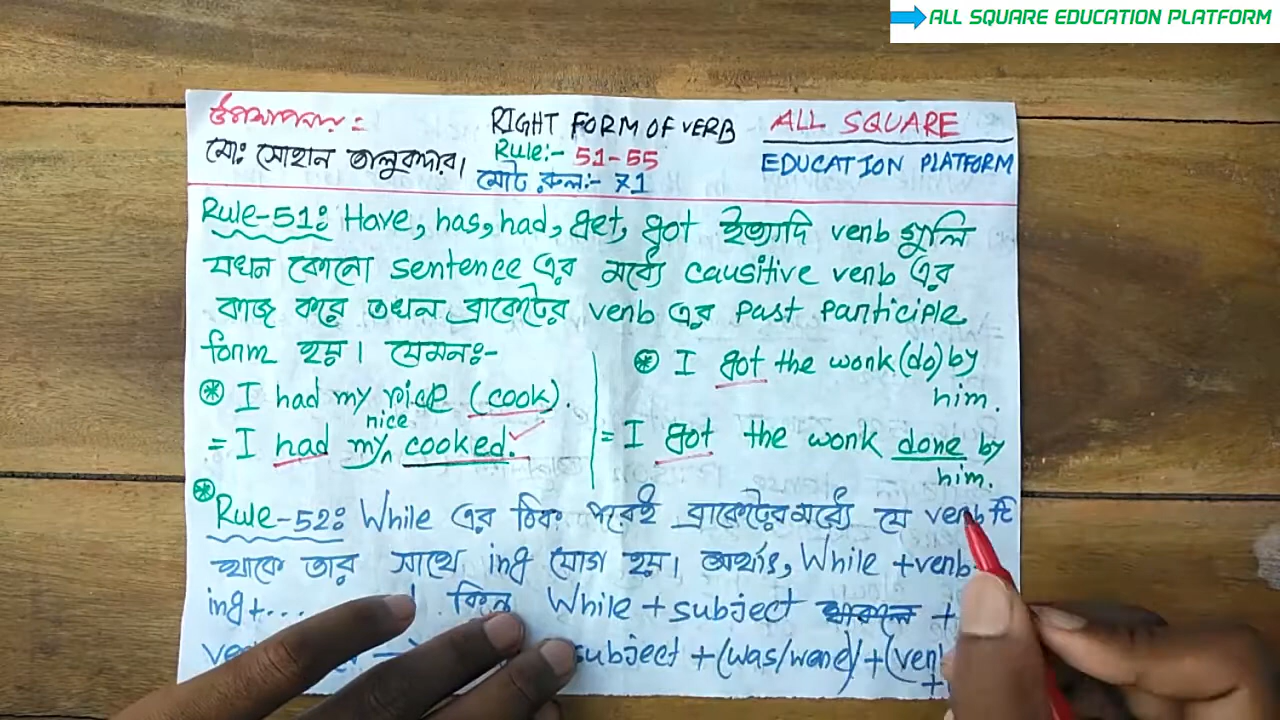 ALL SQUARE EDUCATION PLATFORM
উপস্থাপনায়:
মোঃ সোহান তালুকদার।
RIGHT FORM OF VERB
Rule:- 51-55
মোট রুল:- 71
ALL SQUARE
EDUCATION PLATFORM
Rule-51: Have, has, had, get, got ইত্যাদি verb গুলি
যখন কোনো sentence এর মধ্যে causitive verb এর
কাজ করে তখন ব্রাকেটের verb এর past participle
form হয়। যেমন:-
I had my rice (cook).
rice
= I had my cooked.
I got the work (do) by
him.
= I got the work done by
him.
Rule-52: While এর ঠিক পরেই ব্রাকেটের মধ্যে যে verb টি
থাকে তার সাথে ing যোগ হয়। অর্থাৎ, While +verb
ing+... কিন্তু While + subject +
subject + (was/were) + (ver
+